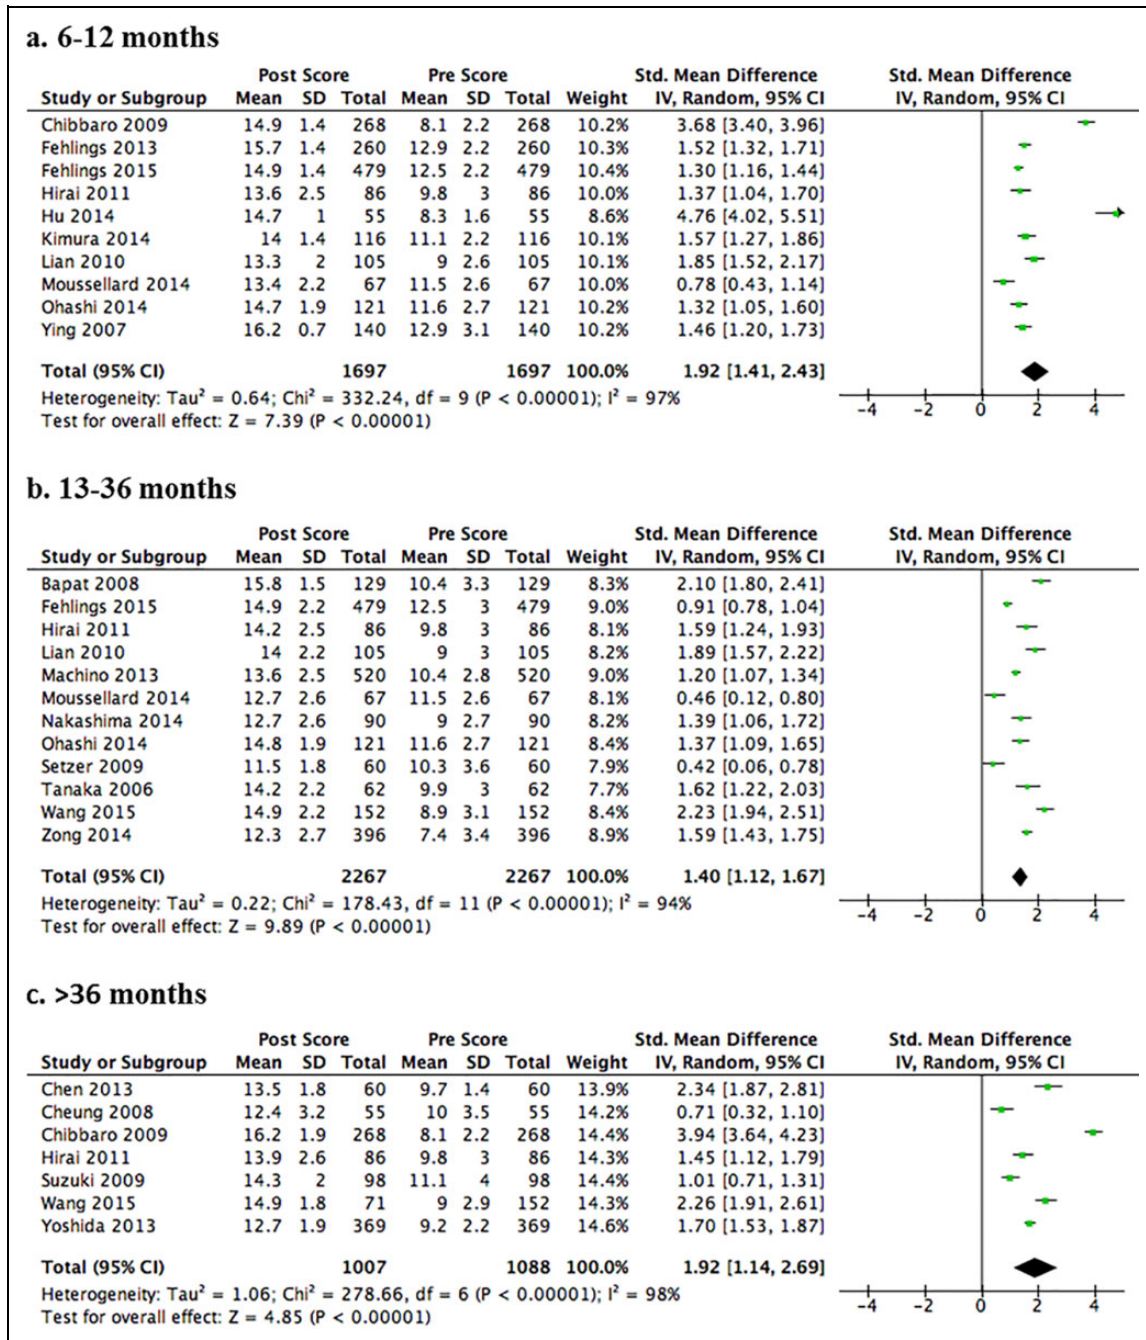 a. 6-12 months
Post Score Pre Score Std. Mean Difference Std. Mean Difference
Study or Subgroup Mean SD Total Mean SD Total Weight IV, Random, 95% CI IV, Random, 95% CI
Chibbaro 2009 14.9 1.4 268 8.1 2.2 268 10.2% 3.68 [3.40, 3.96]
Fehlings 2013 15.7 1.4 260 12.9 2.2 260 10.3% 1.52 [1.32, 1.71]
Fehlings 2015 14.9 1.4 479 12.5 2.2 479 10.4% 1.30 [1.16, 1.44]
Hirai 2011 13.6 2.5 86 9.8 3 86 10.0% 1.37 [1.04, 1.70]
Hu 2014 14.7 1 55 8.3 1.6 55 8.6% 4.76 [4.02, 5.51]
Kimura 2014 14 1.4 116 11.1 2.2 116 10.1% 1.57 [1.27, 1.86]
Lian 2010 13.3 2 105 9 2.6 105 10.1% 1.85 [1.52, 2.17]
Moussellard 2014 13.4 2.2 67 11.5 2.6 67 10.0% 0.78 [0.43, 1.14]
Ohashi 2014 14.7 1.9 121 11.6 2.7 121 10.2% 1.32 [1.05, 1.60]
Ying 2007 16.2 0.7 140 12.9 3.1 140 10.2% 1.46 [1.20, 1.73]
Total (95% CI) 1697 1697 100.0% 1.92 [1.41, 2.43]
Heterogeneity: Tau² = 0.64; Chi² = 332.24, df = 9 (P < 0.00001); I² = 97%
Test for overall effect: Z = 7.39 (P < 0.00001)
-4 -2 0 2 4
b. 13-36 months
Post Score Pre Score Std. Mean Difference Std. Mean Difference
Study or Subgroup Mean SD Total Mean SD Total Weight IV, Random, 95% CI IV, Random, 95% CI
Bapat 2008 15.8 1.5 129 10.4 3.3 129 8.3% 2.10 [1.80, 2.41]
Fehlings 2015 14.9 2.2 479 12.5 3 479 9.0% 0.91 [0.78, 1.04]
Hirai 2011 14.2 2.5 86 9.8 3 86 8.1% 1.59 [1.24, 1.93]
Lian 2010 14 2.2 105 9 3 105 8.2% 1.89 [1.57, 2.22]
Machino 2013 13.6 2.5 520 10.4 2.8 520 9.0% 1.20 [1.07, 1.34]
Moussellard 2014 12.7 2.6 67 11.5 2.6 67 8.1% 0.46 [0.12, 0.80]
Nakashima 2014 12.7 2.6 90 9 2.7 90 8.2% 1.39 [1.06, 1.72]
Ohashi 2014 14.8 1.9 121 11.6 2.7 121 8.4% 1.37 [1.09, 1.65]
Setzer 2009 11.5 1.8 60 10.3 3.6 60 7.9% 0.42 [0.06, 0.78]
Tanaka 2006 14.2 2.2 62 9.9 3 62 7.7% 1.62 [1.22, 2.03]
Wang 2015 14.9 2.2 152 8.9 3.1 152 8.4% 2.23 [1.94, 2.51]
Zong 2014 12.3 2.7 396 7.4 3.4 396 8.9% 1.59 [1.43, 1.75]
Total (95% CI) 2267 2267 100.0% 1.40 [1.12, 1.67]
Heterogeneity: Tau² = 0.22; Chi² = 178.43, df = 11 (P < 0.00001); I² = 94%
Test for overall effect: Z = 9.89 (P < 0.00001)
-4 -2 0 2 4
c. >36 months
Post Score Pre Score Std. Mean Difference Std. Mean Difference
Study or Subgroup Mean SD Total Mean SD Total Weight IV, Random, 95% CI IV, Random, 95% CI
Chen 2013 13.5 1.8 60 9.7 1.4 60 13.9% 2.34 [1.87, 2.81]
Cheung 2008 12.4 3.2 55 10 3.5 55 14.2% 0.71 [0.32, 1.10]
Chibbaro 2009 16.2 1.9 268 8.1 2.2 268 14.4% 3.94 [3.64, 4.23]
Hirai 2011 13.9 2.6 86 9.8 3 86 14.3% 1.45 [1.12, 1.79]
Suzuki 2009 14.3 2 98 11.1 4 98 14.3% 1.01 [0.71, 1.31]
Wang 2015 14.9 1.8 71 9 2.9 152 14.3% 2.26 [1.91, 2.61]
Yoshida 2013 12.7 1.9 369 9.2 2.2 369 14.6% 1.70 [1.53, 1.87]
Total (95% CI) 1007 1088 100.0% 1.92 [1.14, 2.69]
Heterogeneity: Tau² = 1.06; Chi² = 278.66, df = 6 (P < 0.00001); I² = 98%
Test for overall effect: Z = 4.85 (P < 0.00001)
-4 -2 0 2 4